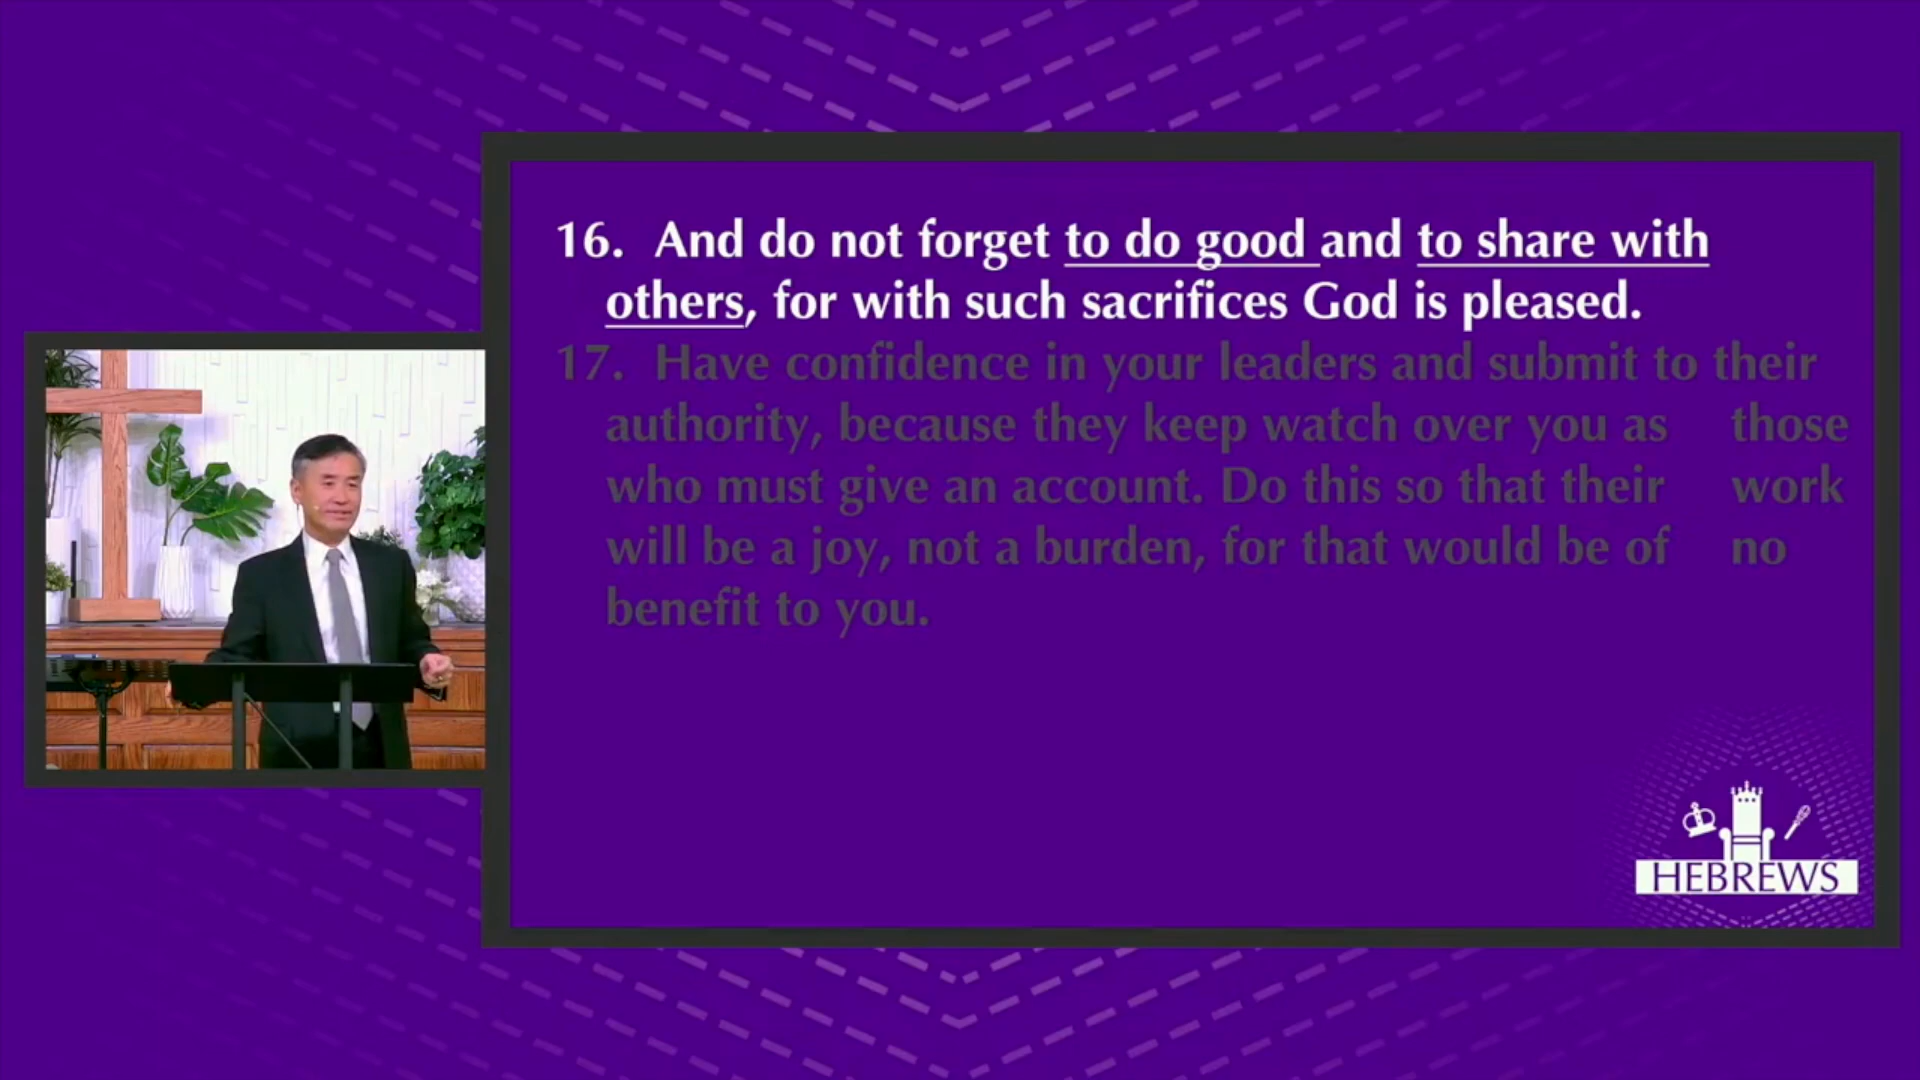 16. And do not forget to do good and to share with
others, for with such sacrifices God is pleased.
17. Have confidence in your leaders and submit to their
authority, because they keep watch over you as those
who must give an account. Do this so that their work
will be a joy, not a burden, for that would be of no
benefit to you.
HEBREWS